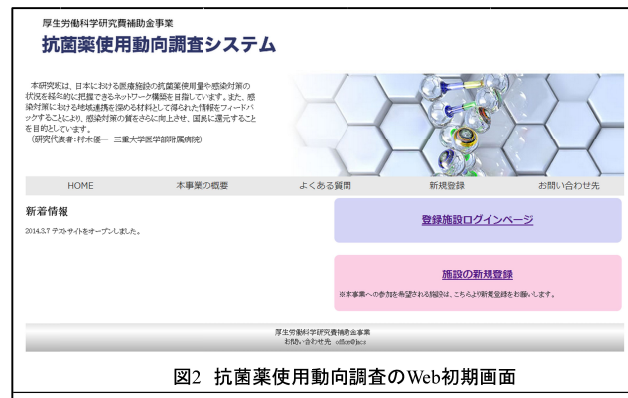 厚生労働科学研究費補助金事業
抗菌薬使用動向調査システム
本研究班は、日本における医療施設の抗菌薬使用量や感染対策の
状況を経年的に把握できるネットワーク構築を目指しています。また、感
染対策における地域連携を深める材料として得られた情報をフィードバ
ックすることにより、感染対策の質をさらに向上させ、国民に還元すること
を目的としています。
(研究代表者:村木優一 三重大学医学部附属病院)
HOME 本事業の概要 よくある質問 新規登録 お問い合わせ先
新着情報
2014.3.7 テストサイトをオープンしました。
登録施設ログインページ
施設の新規登録
※本事業への参加を希望される施設は、こちらより新規登録をお願いします。
厚生労働科学研究費補助金事業
お問い合わせ先
図2 抗菌薬使用動向調査のWeb初期画面